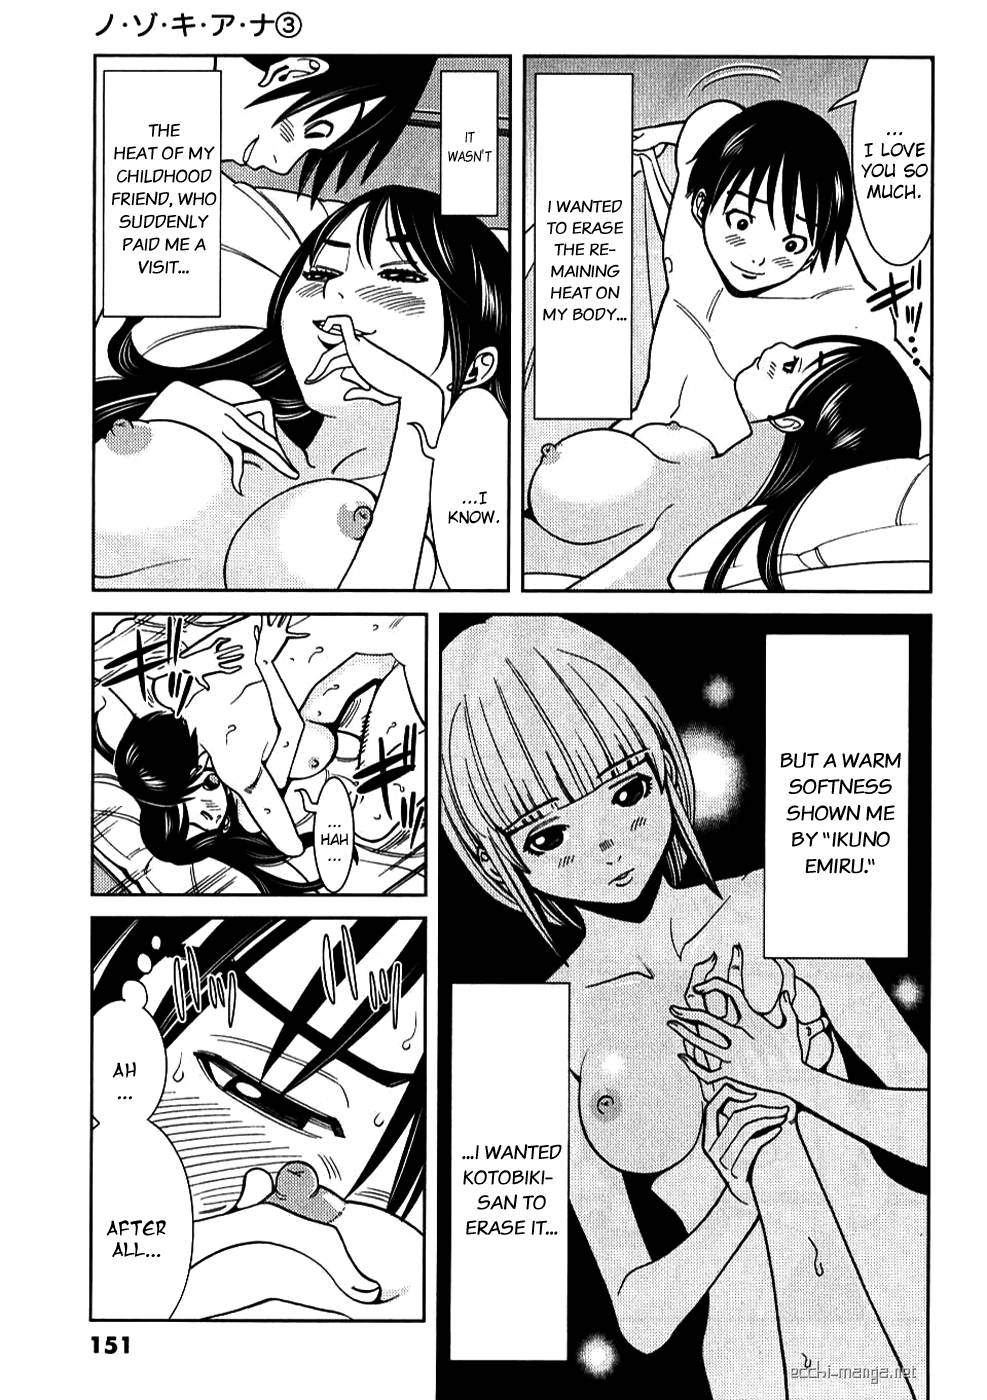 ノ・ゾ・キ・ア・ナ③
...
I LOVE
YOU SO
MUCH.
I WANTED
TO ERASE
THE RE-
MAINING
HEAT ON
MY BODY...
IT
WASN'T
THE
HEAT OF MY
CHILDHOOD
FRIEND, WHO
SUDDENLY
PAID ME A
VISIT...
...I
KNOW.
BUT A WARM
SOFTNESS
SHOWN ME
BY "IKUNO
EMIRU."
...I WANTED
KOTOBIKI-
SAN TO
ERASE IT...
...
HAH
...
AH
...
AFTER
ALL...
151
ecchi-manga.net